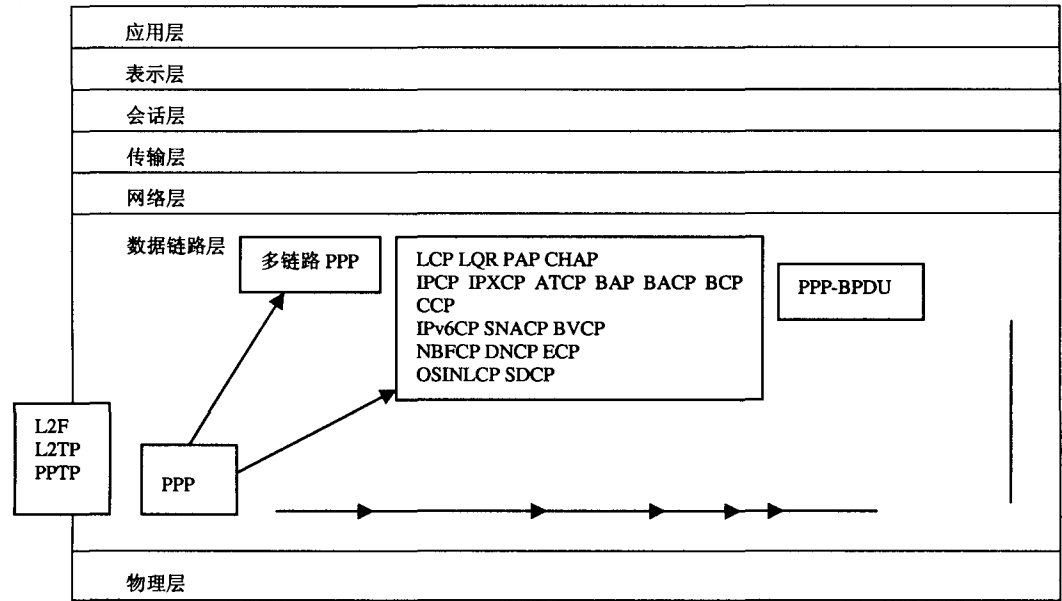 应用层
表示层
会话层
传输层
网络层
数据链路层
多链路 PPP
LCP LQR PAP CHAP
IPCP IPXCP ATCP BAP BACP BCP
CCP
IPv6CP SNACP BVCP
NBFCP DNCP ECP
OSINLCP SDCP
PPP-BPDU
L2F
L2TP
PPTP
PPP
物理层